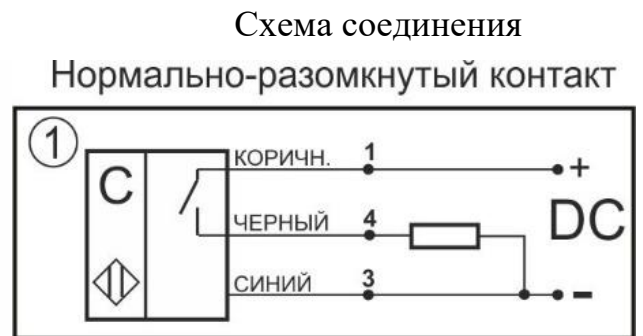 Схема соединения
Нормально-разомкнутый контакт
1
C
КОРИЧН. 1 +
ЧЕРНЫЙ 4 DC
СИНИЙ 3 -